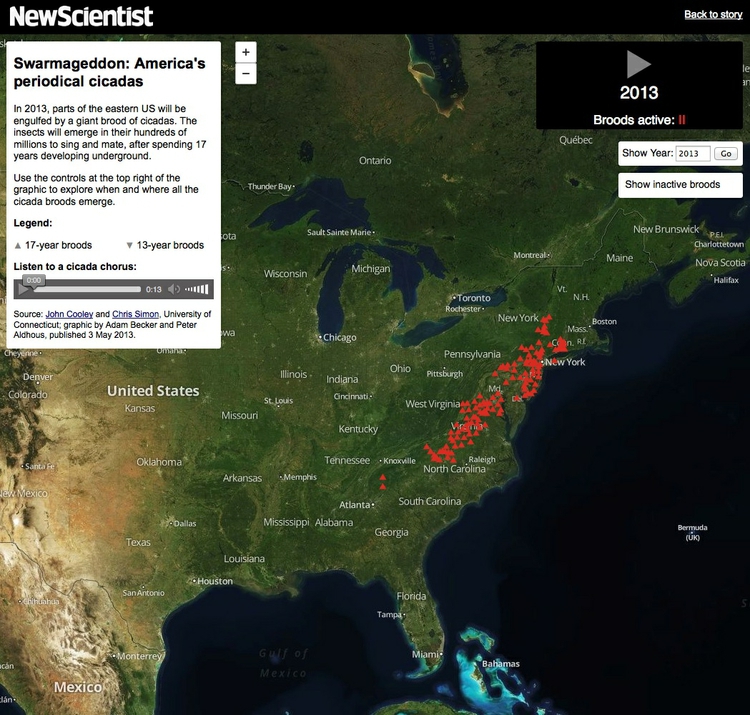 NewScientist
Back to story
Swarmageddon: America's
periodical cicadas
In 2013, parts of the eastern US will be
engulfed by a giant brood of cicadas. The
insects will emerge in their hundreds of
millions to sing and mate, after spending 17
years developing underground.
Use the controls at the top right of the
graphic to explore when and where all the
cicada broods emerge.
Legend:
17-year broods
13-year broods
Listen to a cicada chorus:
0:00
0:13
Source: John Cooley and Chris Simon, University of
Connecticut; graphic by Adam Becker and Peter
Aldhous, published 3 May 2013.
+
−
2013
Broods active: II
Show Year: 2013 Go
Show inactive broods
Québec
Ontario
Thunder Bay
Sault Sainte Marie
New Brunswick
P.E.I.
Charlottetown
Nova Scotia
Halifax
Maine
Montreal
Wisconsin
Michigan
Vt.
N.H.
Toronto
Rochester
New York
Boston
Mass.
Conn.
R.I.
Chicago
Pennsylvania
New York
Cheyenne
Omaha
Denver
Colorado
United States
Kansas
Illinois
Indiana
Ohio
Pittsburgh
Md.
Del.
St. Louis
Cincinnati
West Virginia
Missouri
Kentucky
Virginia
Santa Fe
Oklahoma
Tennessee
Knoxville
Raleigh
North Carolina
New Mexico
Arkansas
Memphis
Atlanta
South Carolina
Dallas
Mississippi
Alabama
Georgia
Bermuda
(UK)
Texas
Louisiana
Houston
San Antonio
Chihuahua
Florida
Tampa
Gulf of
Mexico
Monterrey
Miami
Bahamas
Mexico